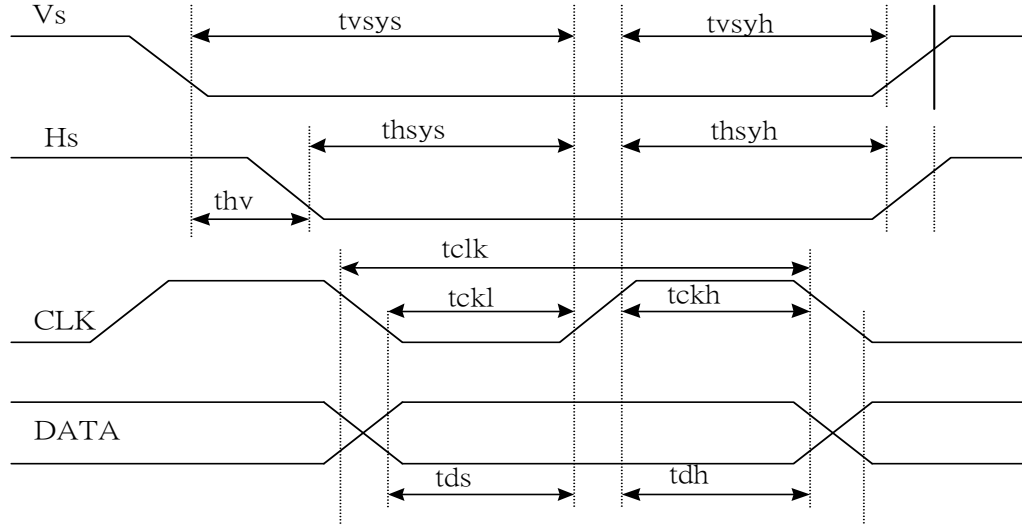 Vs
tvsys
tvsyh
Hs
thsys
thsyh
thv
tclk
tckl
tckh
CLK
DATA
tds
tdh